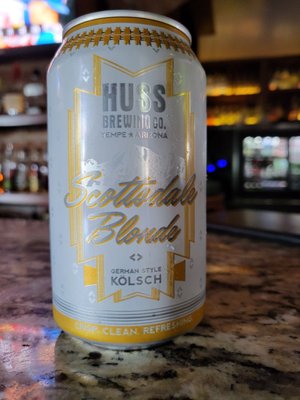 HUSS
BREWING CO.
TEMPE ★ ARIZONA
Scottsdale
Blonde
GERMAN STYLE
KÖLSCH
CRISP. CLEAN. REFRESHING